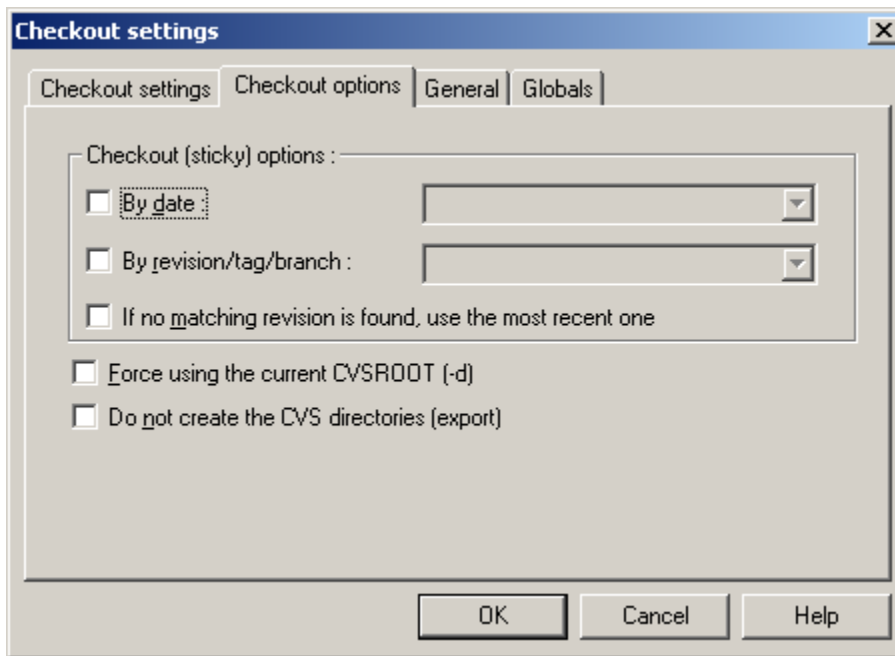 Checkout settings
Checkout settings Checkout options General Globals
Checkout (sticky) options :
By date :
By revision/tag/branch :
If no matching revision is found, use the most recent one
Force using the current CVSROOT (-d)
Do not create the CVS directories (export)
OK Cancel Help